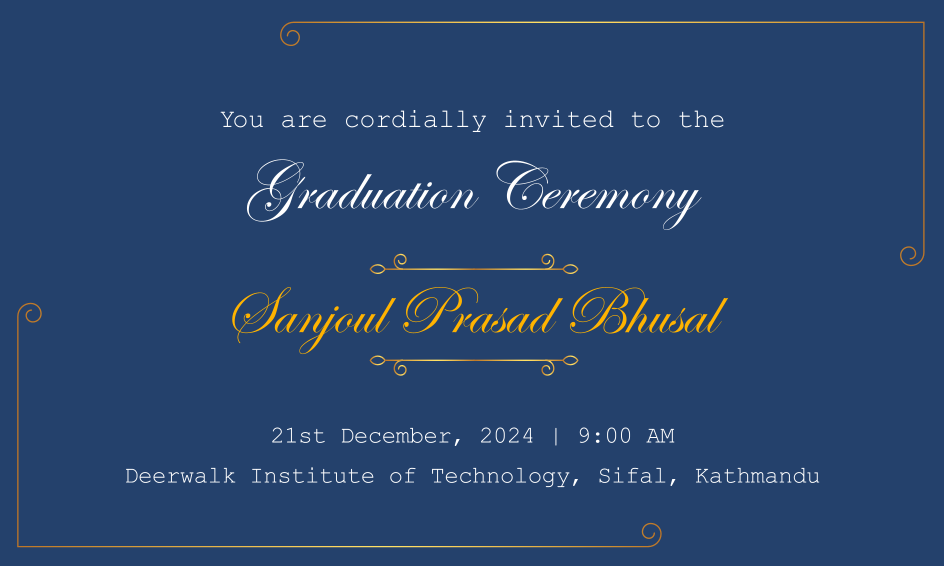 You are cordially invited to the
Graduation Ceremony
Sanjoul Prasad Bhusal
21st December, 2024 | 9:00 AM
Deerwalk Institute of Technology, Sifal, Kathmandu